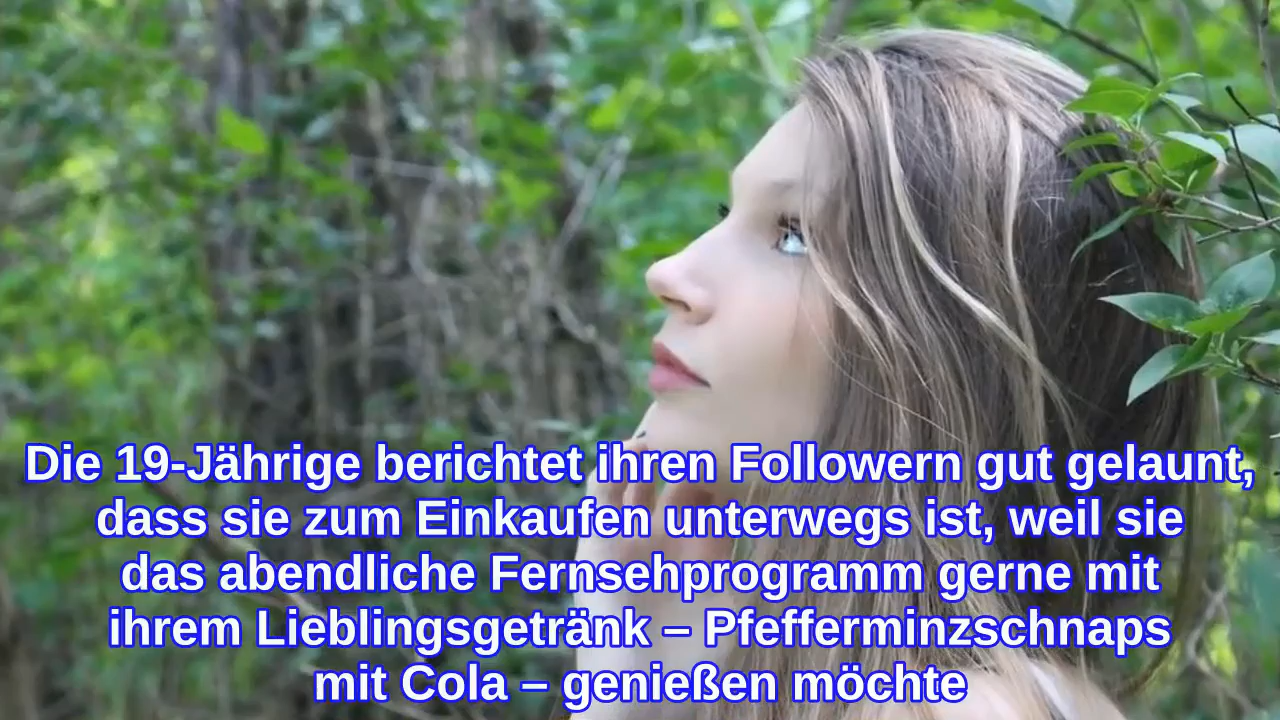 Die 19-Jährige berichtet ihren Followern gut gelaunt,
dass sie zum Einkaufen unterwegs ist, weil sie
das abendliche Fernsehprogramm gerne mit
ihrem Lieblingsgetränk – Pfefferminzschnaps
mit Cola – genießen möchte